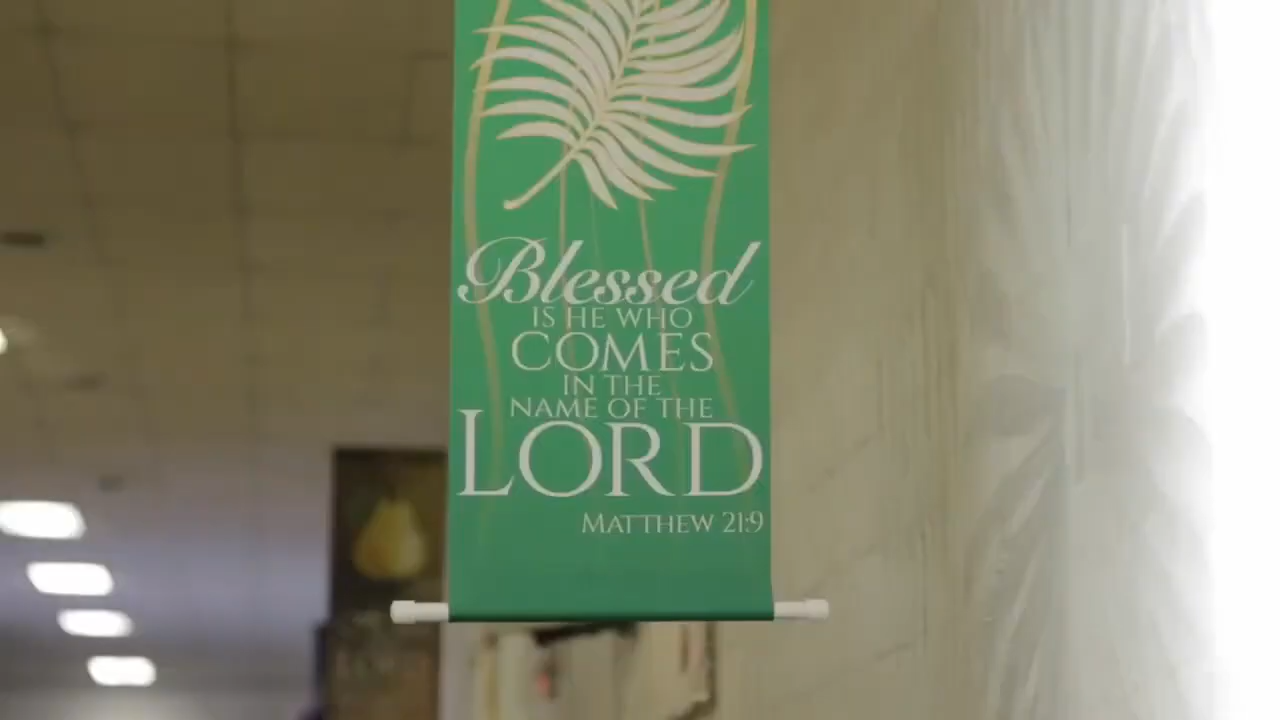 Blessed
IS HE WHO
COMES
IN THE
NAME OF THE
LORD
MATTHEW 21:9